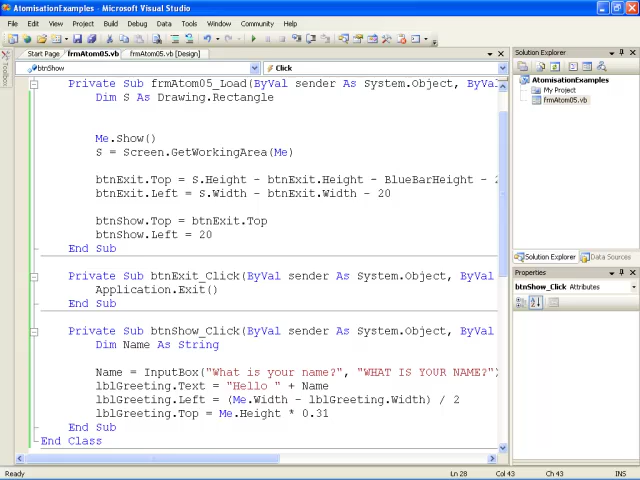 AtomisationExamples - Microsoft Visual Studio
File Edit View Project Build Debug Data Tools Window Community Help
Start Page frmAtom05.vb frmAtom05.vb [Design]
Toolbox
btnShow Click
Private Sub frmAtom05_Load(ByVal sender As System.Object, ByVa
Dim S As Drawing.Rectangle
Me.Show()
S = Screen.GetWorkingArea(Me)
btnExit.Top = S.Height - btnExit.Height - BlueBarHeight - 2
btnExit.Left = S.Width - btnExit.Width - 20
btnShow.Top = btnExit.Top
btnShow.Left = 20
End Sub
Private Sub btnExit_Click(ByVal sender As System.Object, ByVal
Application.Exit()
End Sub
Private Sub btnShow_Click(ByVal sender As System.Object, ByVal
Dim Name As String
Name = InputBox("What is your name?", "WHAT IS YOUR NAME?")
lblGreeting.Text = "Hello " + Name
lblGreeting.Left = (Me.Width - lblGreeting.Width) / 2
lblGreeting.Top = Me.Height * 0.31
End Sub
End Class
Solution Explorer
AtomisationExamples
My Project
frmAtom05.vb
Solution Explorer Data Sources
Properties
btnShow_Click Attributes
Ready Ln 28 Col 43 Ch 43 INS